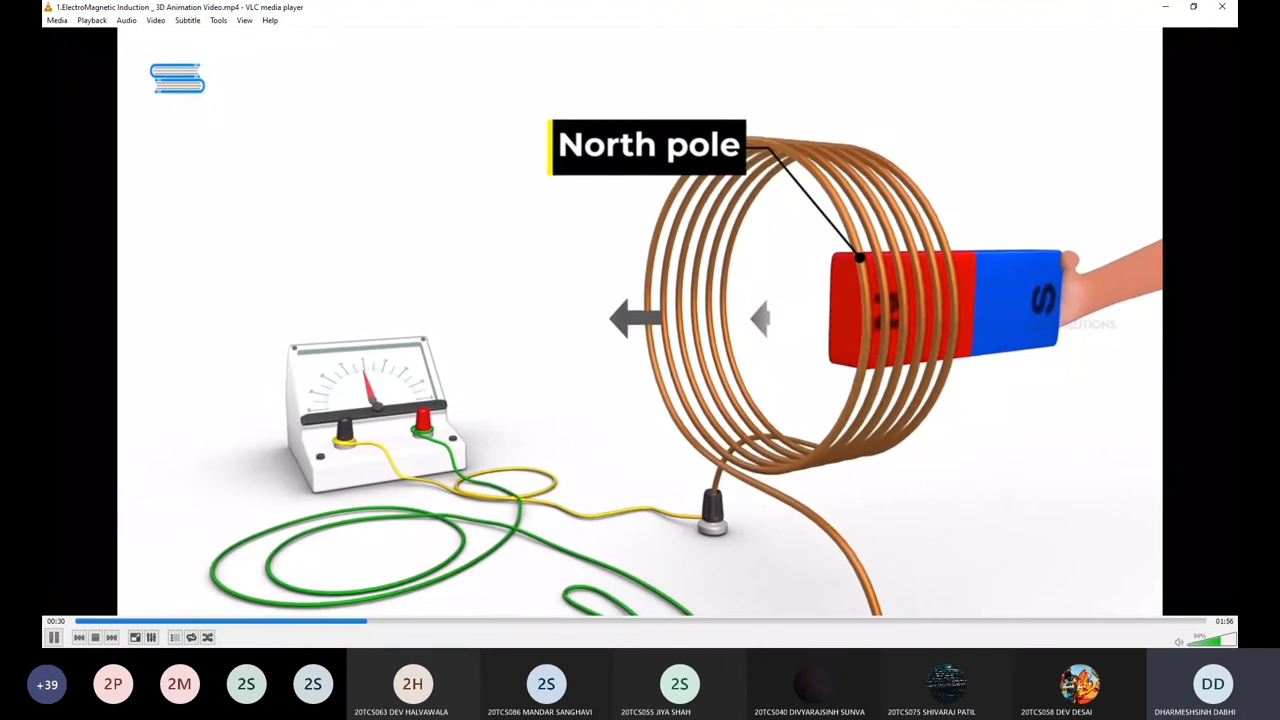 1.ElectroMagnetic Induction _ 3D Animation Video.mp4 - VLC media player
Media Playback Audio Video Subtitle Tools View Help
North pole
S
00:30
01:56
84%
+39
2P
2M
2S
2S
2H
2S
2S
DD
20TCS063 DEV HALVAWALA
20TCS086 MANDAR SANGHAVI
20TCS055 JIYA SHAH
20TCS040 DIVYARAJSINH SUNVA
20TCS075 SHIVARAJ PATIL
20TCS058 DEV DESAI
DHARMESHSINH DABHI